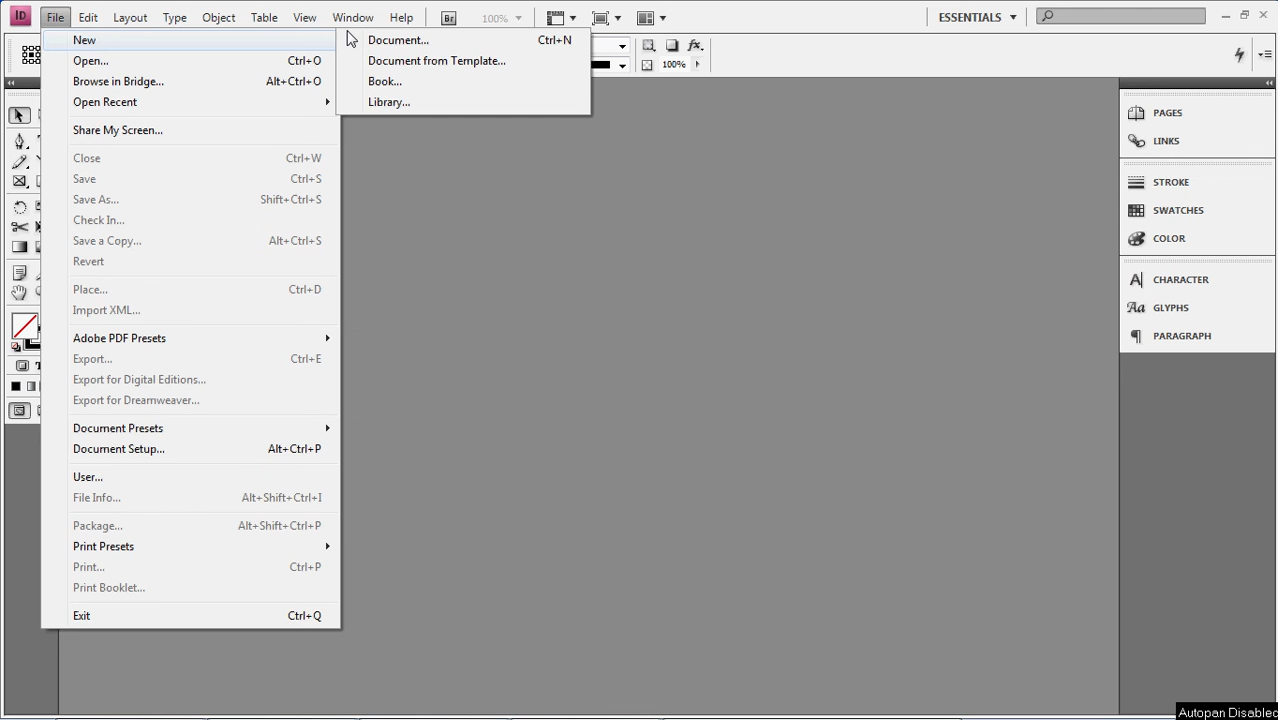 ID File Edit Layout Type Object Table View Window Help Br 100% ESSENTIALS
New
Open... Ctrl+O
Browse in Bridge... Alt+Ctrl+O
Open Recent
Share My Screen...
Close Ctrl+W
Save Ctrl+S
Save As... Shift+Ctrl+S
Check In...
Save a Copy... Alt+Ctrl+S
Revert
Place... Ctrl+D
Import XML...
Adobe PDF Presets
Export... Ctrl+E
Export for Digital Editions...
Export for Dreamweaver...
Document Presets
Document Setup... Alt+Ctrl+P
User...
File Info... Alt+Shift+Ctrl+I
Package... Alt+Shift+Ctrl+P
Print Presets
Print... Ctrl+P
Print Booklet...
Exit Ctrl+Q
Document... Ctrl+N
Document from Template...
Book...
Library...
fx
100%
PAGES
LINKS
STROKE
SWATCHES
COLOR
A CHARACTER
Aa GLYPHS
¶ PARAGRAPH
Autopan Disabled